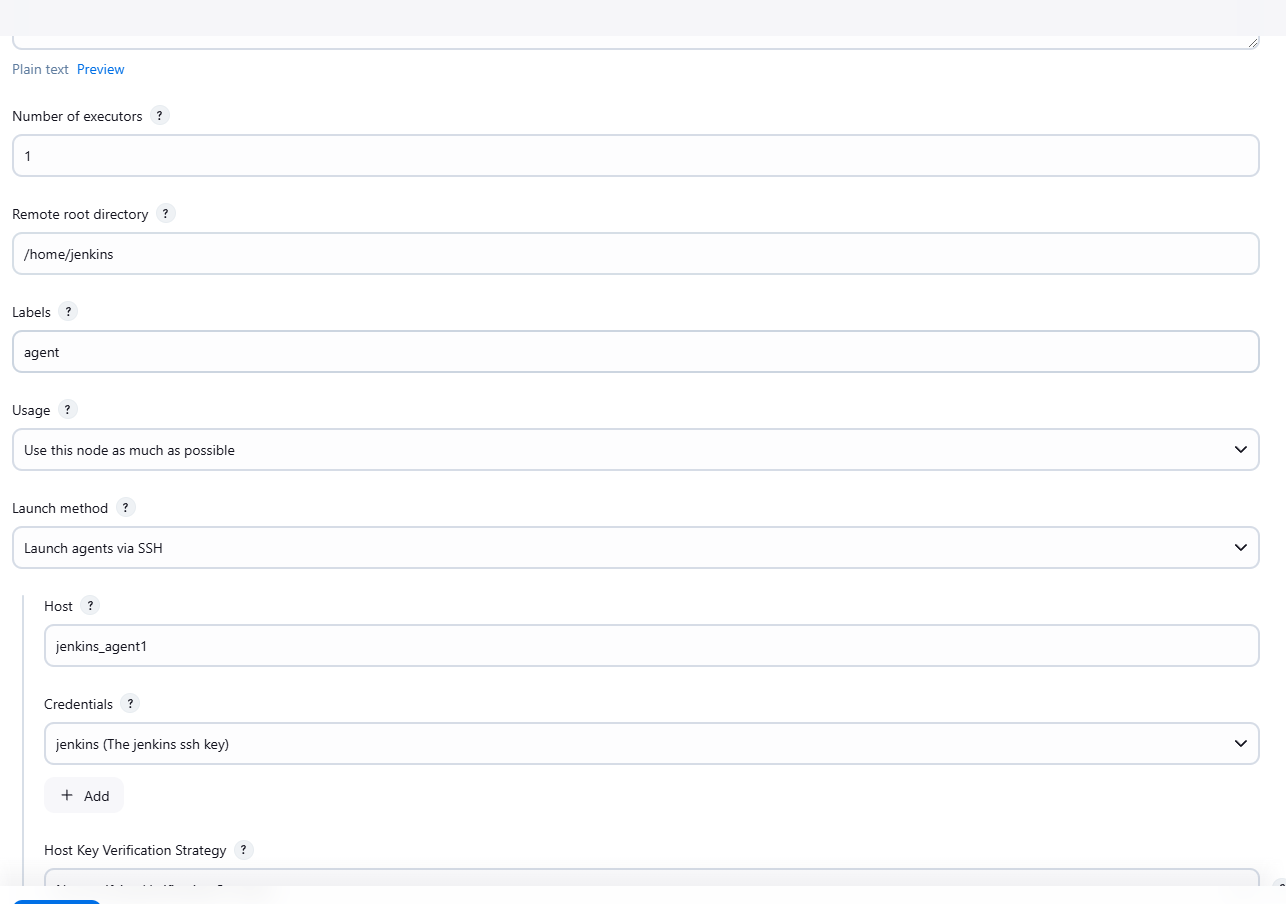 Plain text Preview
Number of executors ?
1
Remote root directory ?
/home/jenkins
Labels ?
agent
Usage ?
Use this node as much as possible
Launch method ?
Launch agents via SSH
Host ?
jenkins_agent1
Credentials ?
jenkins (The jenkins ssh key)
+ Add
Host Key Verification Strategy ?